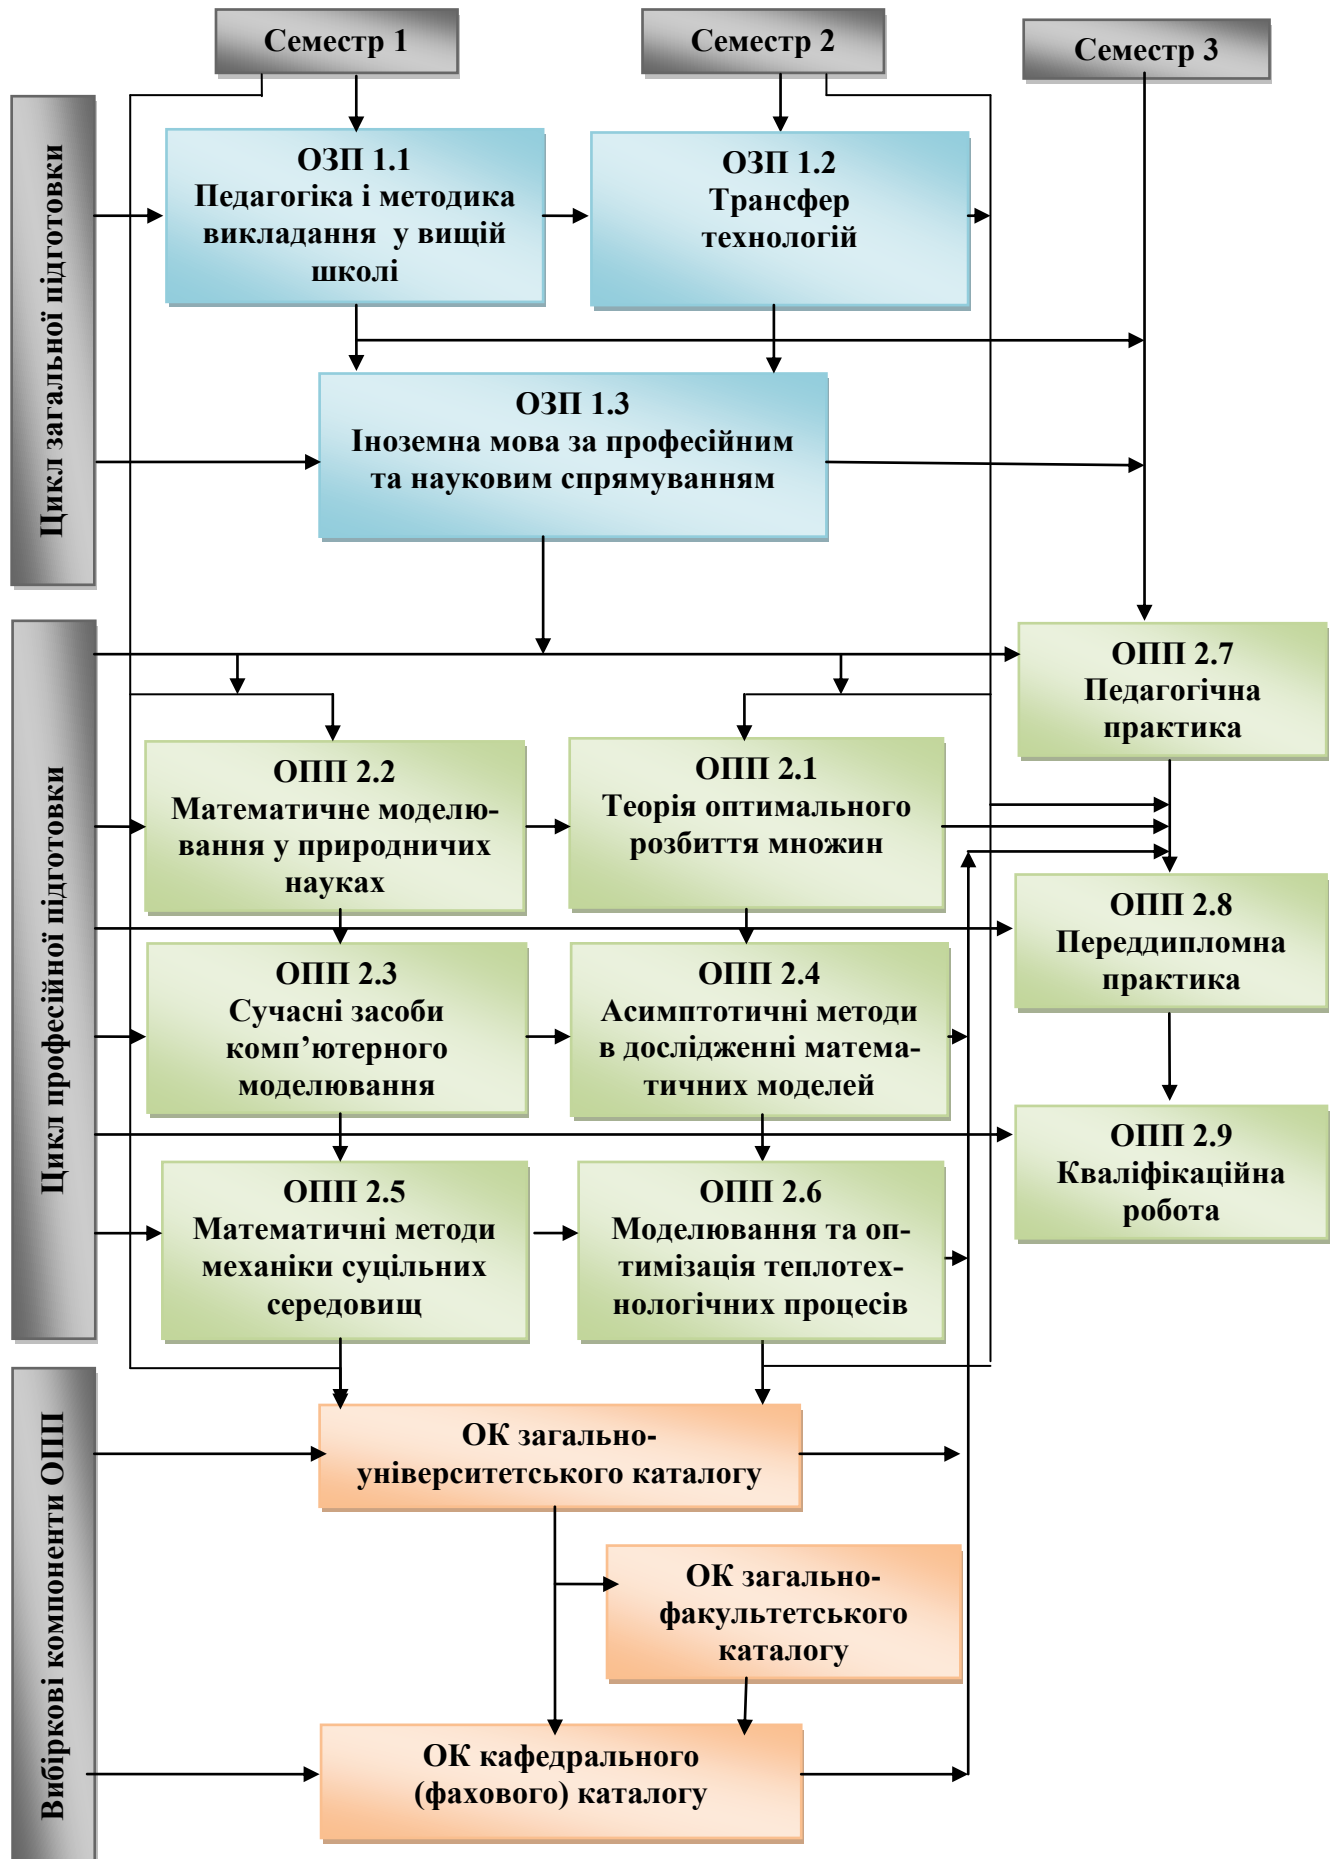 Семестр 1
Семестр 2
Семестр 3
Цикл загальної підготовки
ОЗП 1.1
Педагогіка і методика
викладання у вищій
школі
ОЗП 1.2
Трансфер
технологій
ОЗП 1.3
Іноземна мова за професійним
та науковим спрямуванням
Цикл професійної підготовки
ОПП 2.7
Педагогічна
практика
ОПП 2.2
Математичне моделю-
вання у природничих
науках
ОПП 2.1
Теорія оптимального
розбиття множин
ОПП 2.8
Переддипломна
практика
ОПП 2.3
Сучасні засоби
комп’ютерного
моделювання
ОПП 2.4
Асимптотичні методи
в дослідженні матема-
тичних моделей
ОПП 2.9
Кваліфікаційна
робота
ОПП 2.5
Математичні методи
механіки суцільних
середовищ
ОПП 2.6
Моделювання та оп-
тимізація теплотех-
нологічних процесів
Вибіркові компоненти ОПП
ОК загально-
університетського каталогу
ОК загально-
факультетського
каталогу
ОК кафедрального
(фахового) каталогу